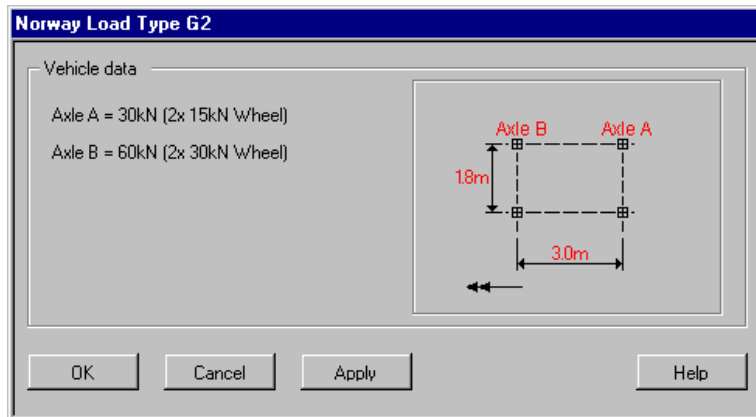 Norway Load Type G2
Vehicle data
Axle A = 30kN (2x 15kN Wheel)
Axle B = 60kN (2x 30kN Wheel)
Axle B Axle A
1.8m
3.0m
OK Cancel Apply Help